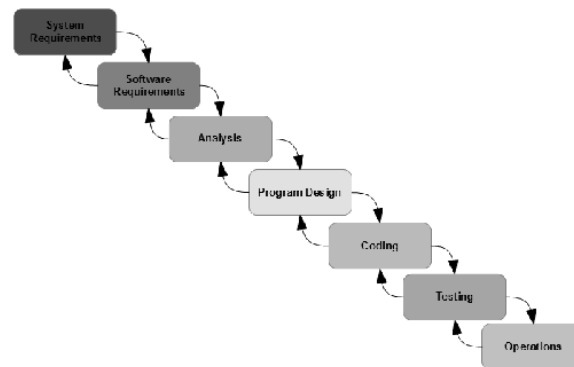 System
Requirements
Software
Requirements
Analysis
Program Design
Coding
Testing
Operations